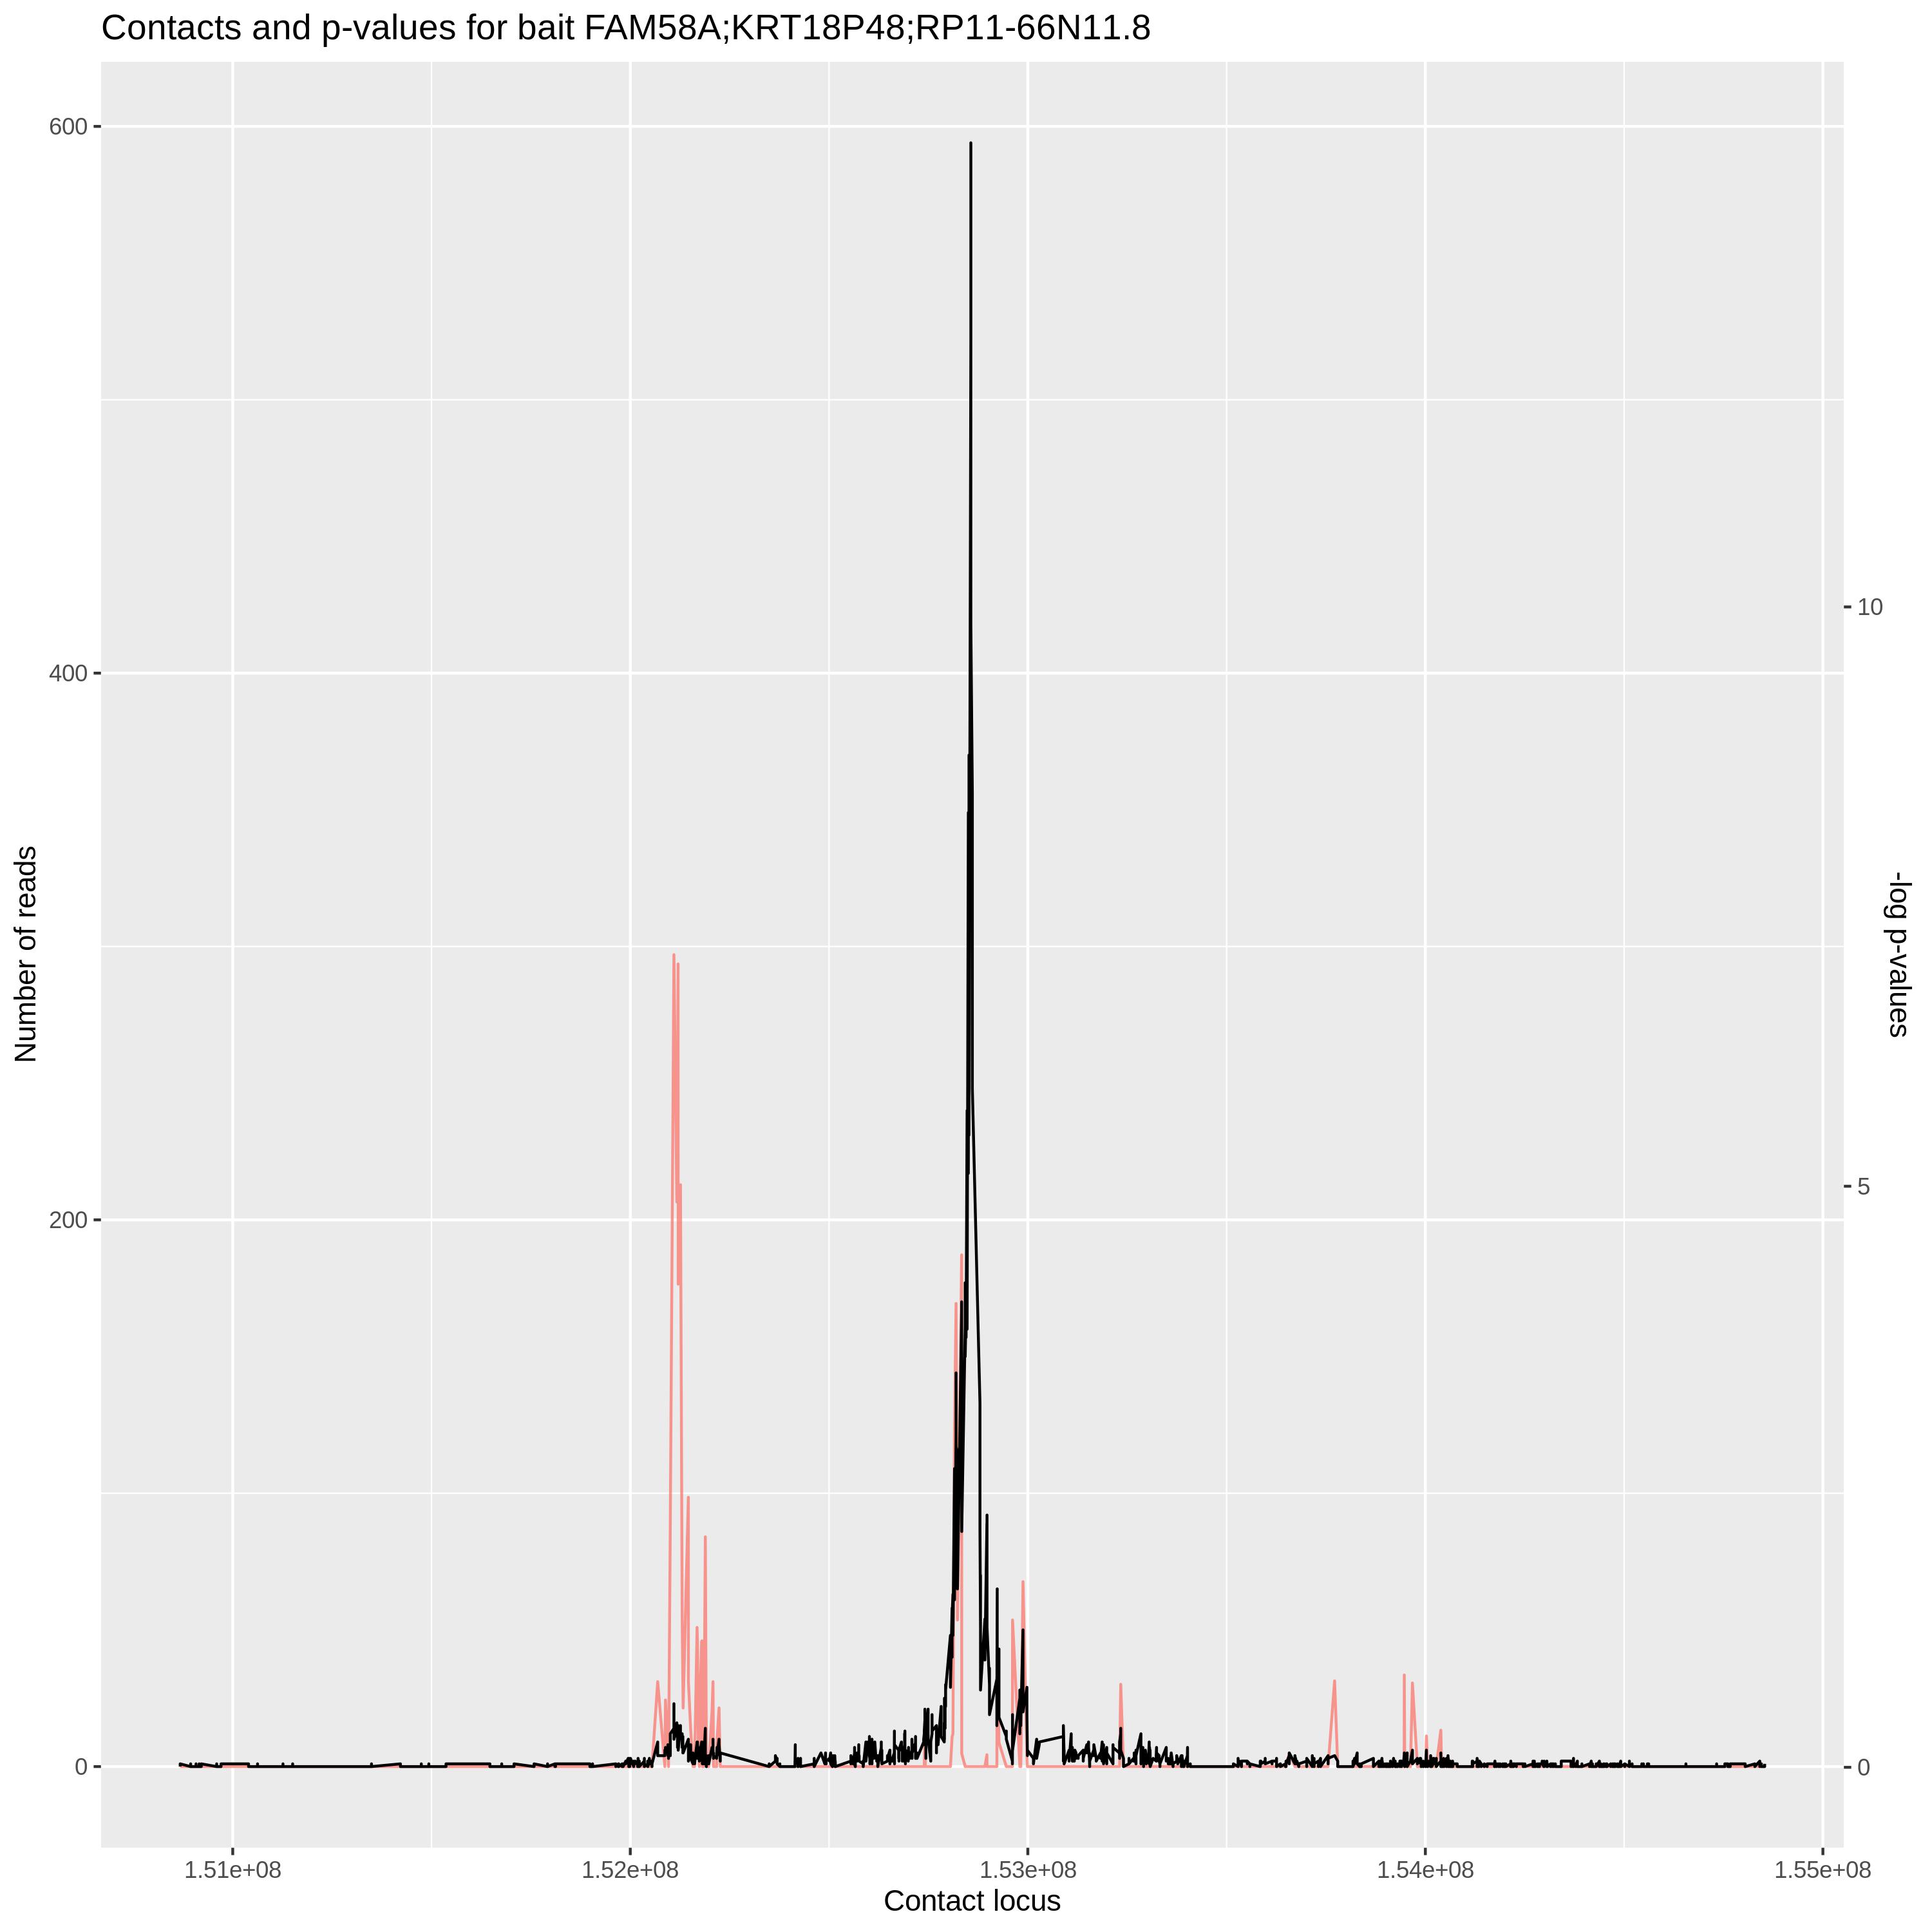 Contacts and p-values for bait FAM58A;KRT18P48;RP11-66N11.8
600
400
200
0
Number of reads
10
5
0
-log p-values
1.51e+08
1.52e+08
1.53e+08
1.54e+08
1.55e+08
Contact locus